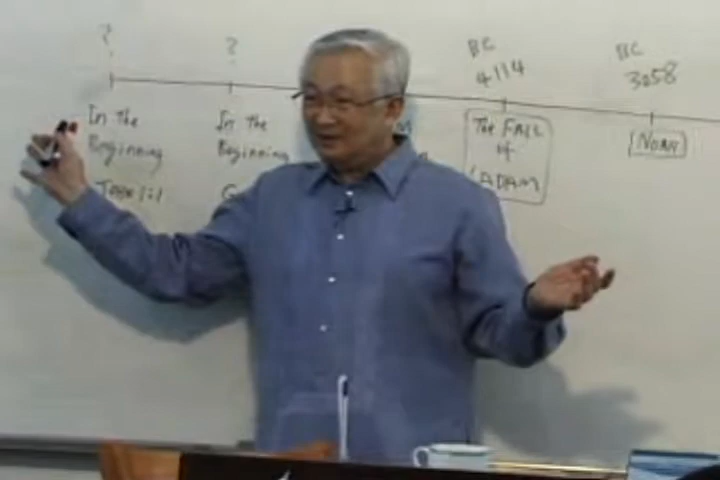 ?
In the
Beginning
John 1:1
?
In the
Beginning
G
M
BC
4114
The FALL
of
ADAM
BC
3058
NOAH